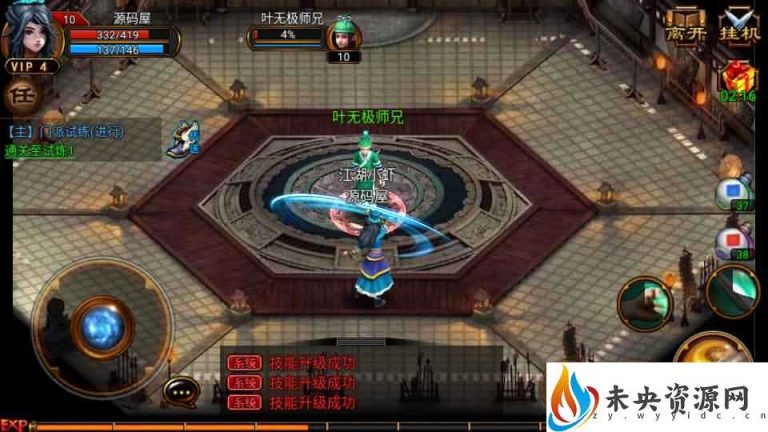 10
源码屋
332/419
137/146
VIP 4
任
叶无极师兄
4%
10
离开
挂机
02:16
【主】门派试炼(进行)
通关至试炼1
传送
叶无极师兄
江湖小虾
源码屋
37
38
系统 技能升级成功
系统 技能升级成功
系统 技能升级成功
EXP
未央资源网
zy.wyyidc.cn